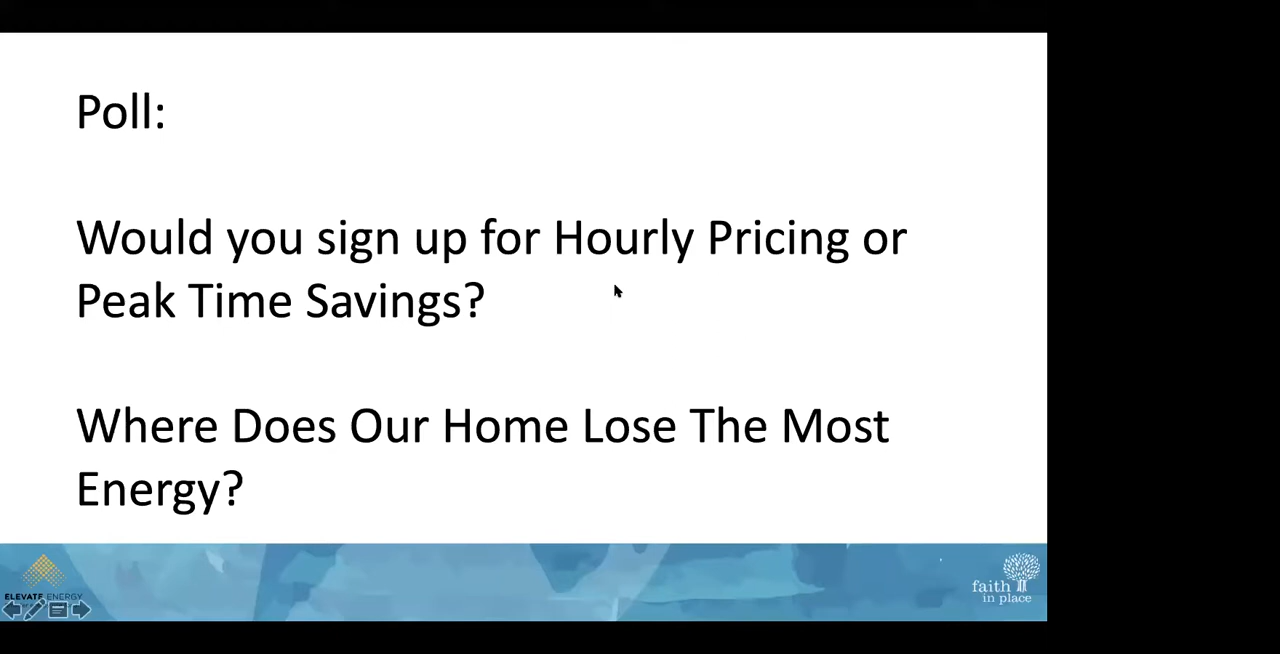 Poll:
Would you sign up for Hourly Pricing or
Peak Time Savings?
Where Does Our Home Lose The Most
Energy?
ELEVATE ENERGY
faith
in place